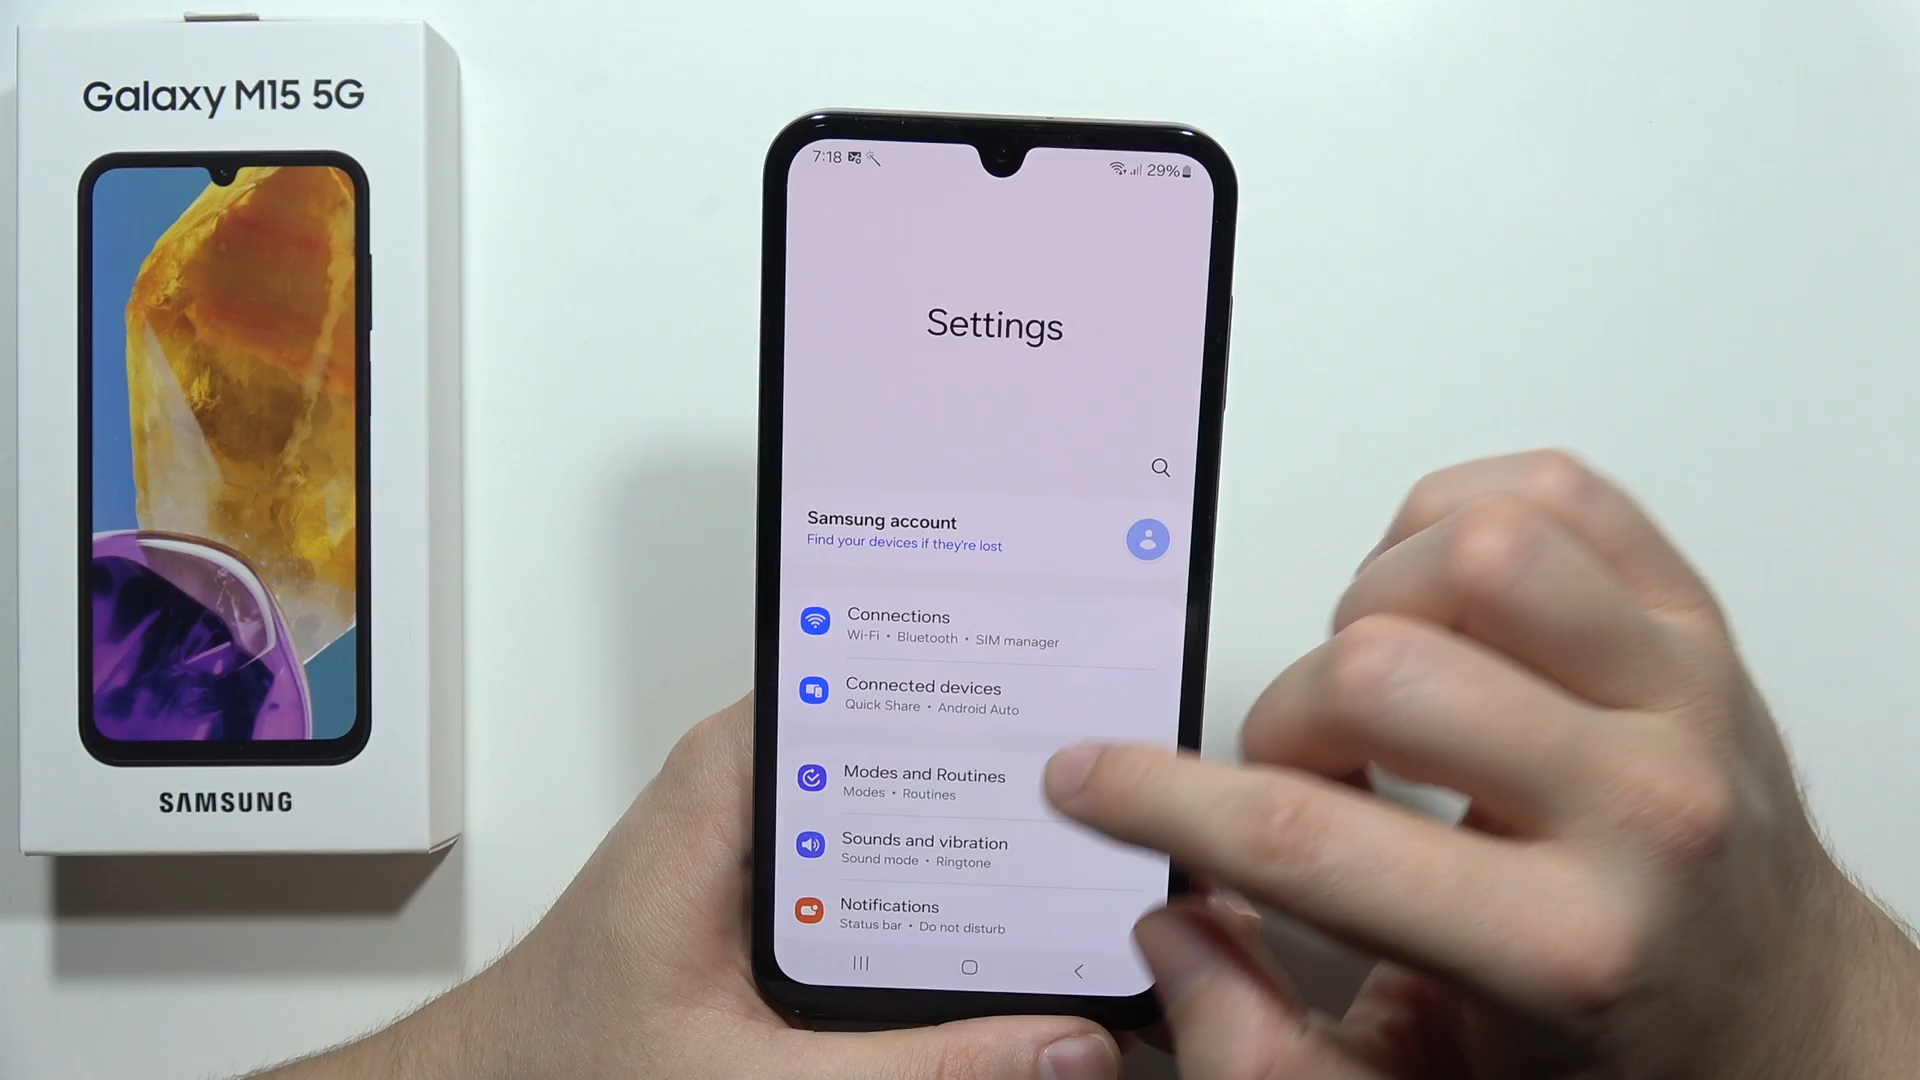 Galaxy M15 5G
SAMSUNG
7:18
29%
Settings
Samsung account
Find your devices if they're lost
Connections
Wi-Fi • Bluetooth • SIM manager
Connected devices
Quick Share • Android Auto
Modes and Routines
Modes • Routines
Sounds and vibration
Sound mode • Ringtone
Notifications
Status bar • Do not disturb